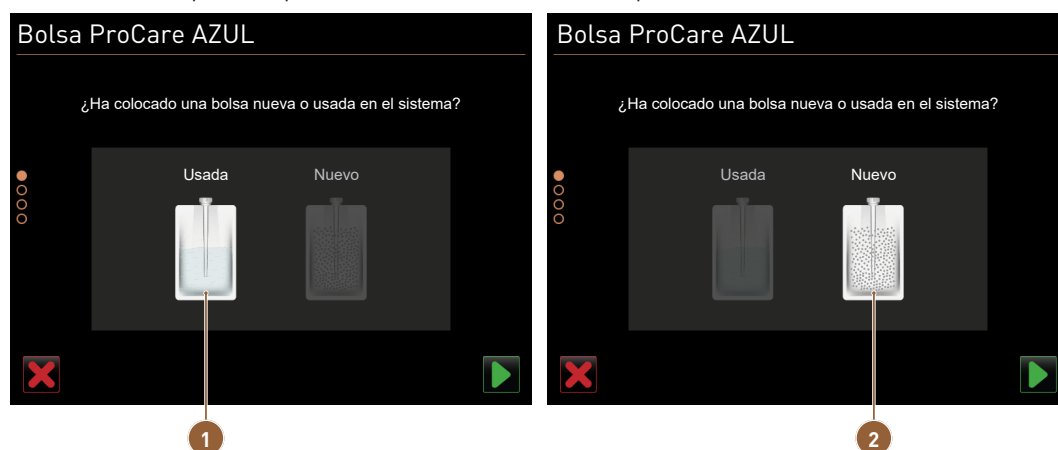 Bolsa ProCare AZUL
¿Ha colocado una bolsa nueva o usada en el sistema?
Usada Nuevo
1
Bolsa ProCare AZUL
¿Ha colocado una bolsa nueva o usada en el sistema?
Usada Nuevo
2